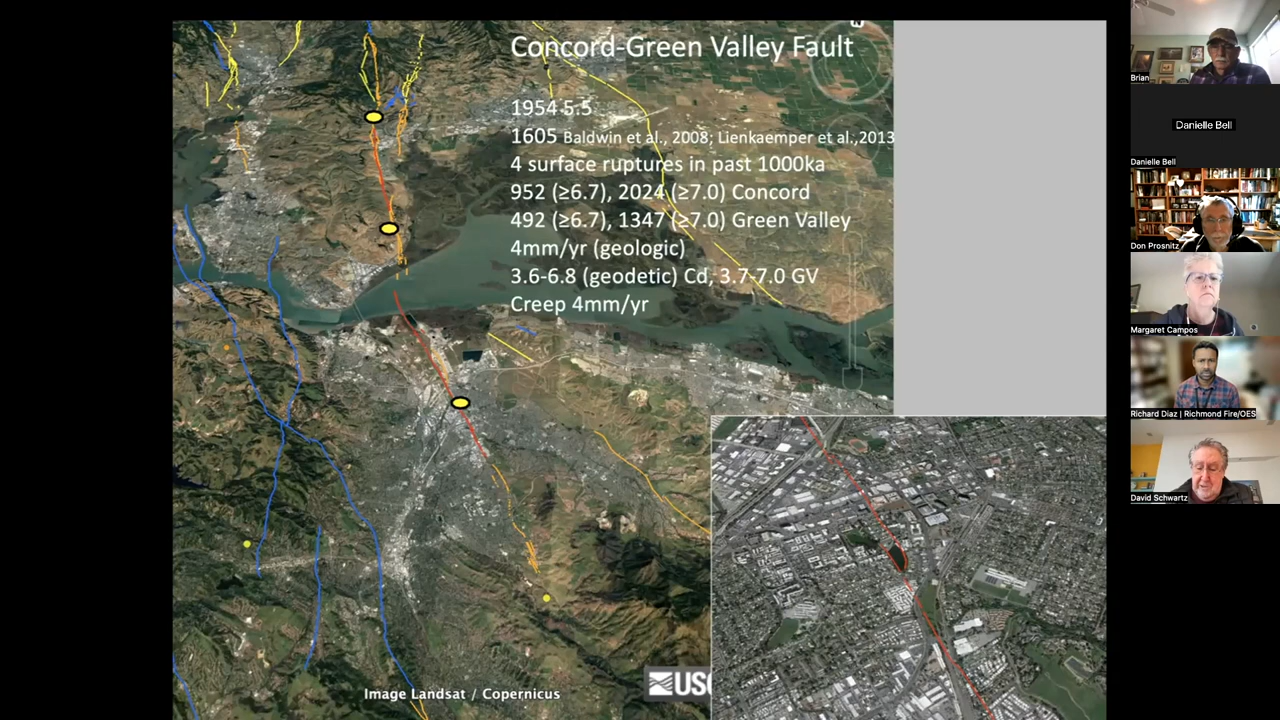 Concord-Green Valley Fault
1954 5.5
1605 Baldwin et al., 2008; Lienkaemper et al.,2013
4 surface ruptures in past 1000ka
952 (≥6.7), 2024 (≥7.0) Concord
492 (≥6.7), 1347 (≥7.0) Green Valley
4mm/yr (geologic)
3.6-6.8 (geodetic) Cd, 3.7-7.0 GV
Creep 4mm/yr
Image Landsat / Copernicus
Brian
Danielle Bell
Danielle Bell
Don Prosnitz
Margaret Campos
Richard Diaz | Richmond Fire/OES
David Schwartz